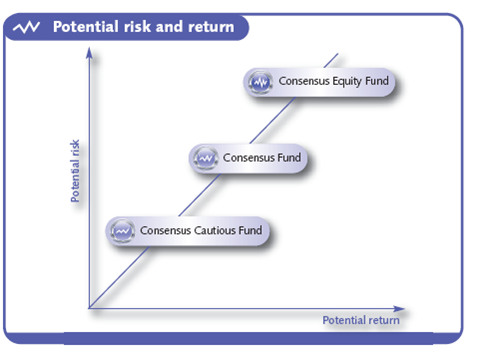 Potential risk and return
Consensus Equity Fund
Consensus Fund
Consensus Cautious Fund
Potential risk
Potential return